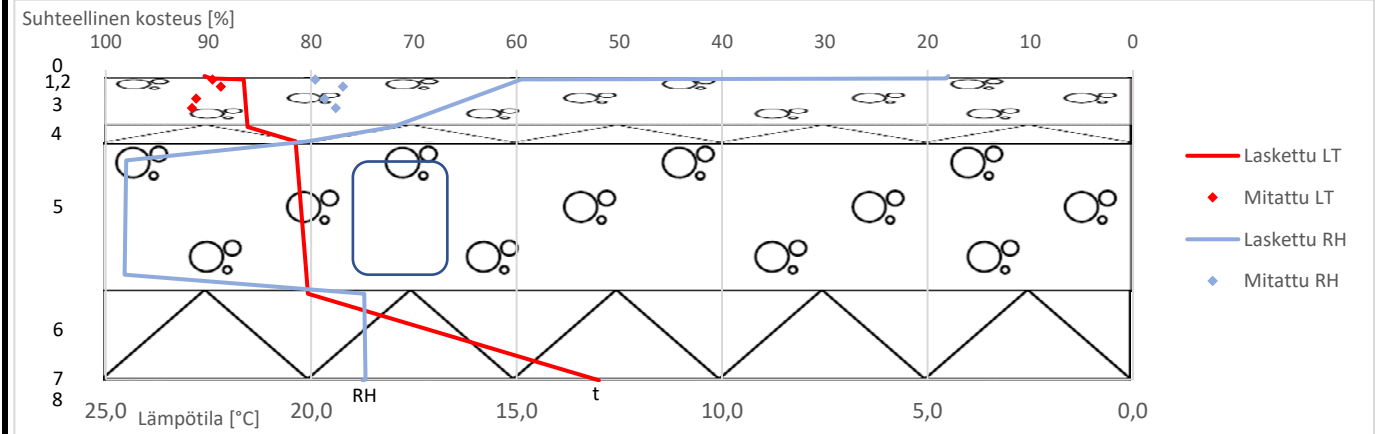 Suhteellinen kosteus [%]
100 90 80 70 60 50 40 30 20 10 0
0
1,2
3
4
5
6
7
8
RH t
25,0 20,0 15,0 10,0 5,0 0,0
Lämpötila [°C]
Laskettu LT
Mitattu LT
Laskettu RH
Mitattu RH